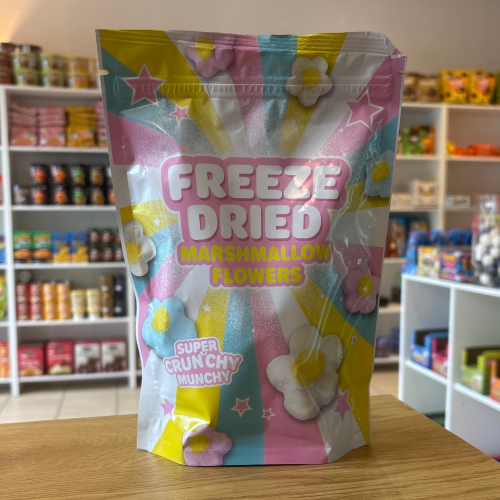 FREEZE
DRIED
MARSHMALLOW
FLOWERS
SUPER
CRUNCHY
MUNCHY